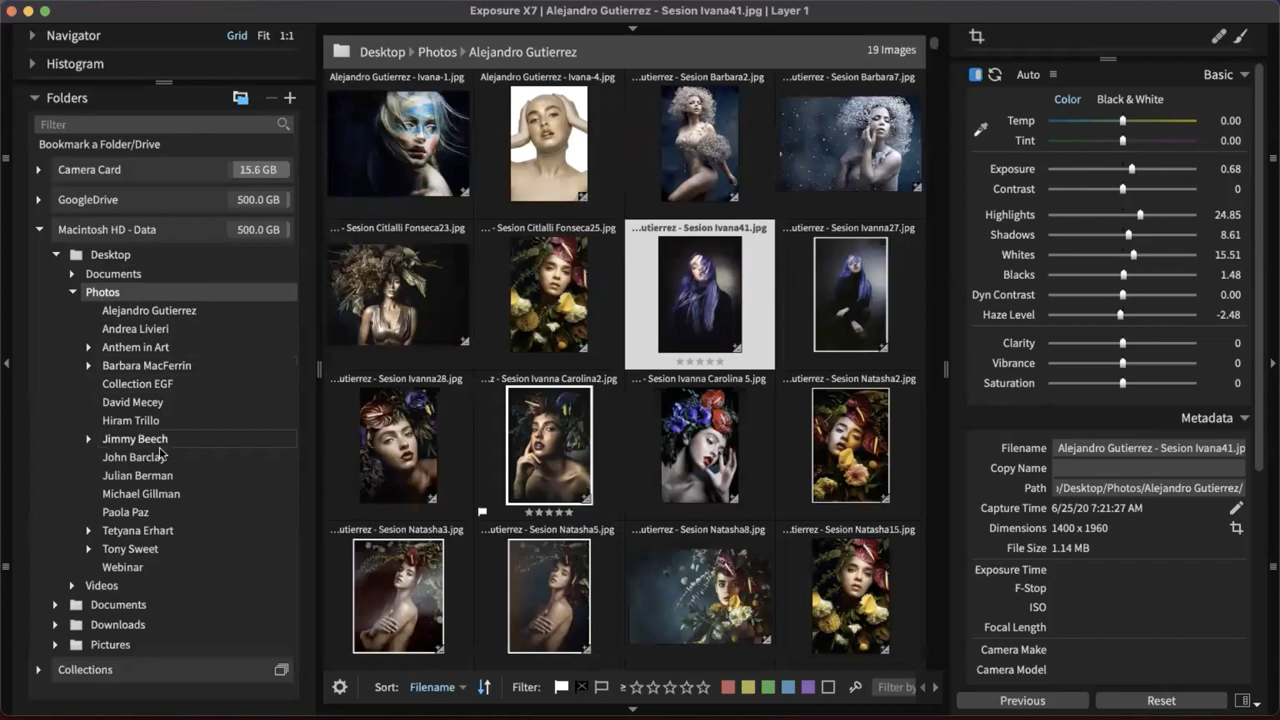 Exposure X7 | Alejandro Gutierrez - Sesion Ivana41.jpg | Layer 1
Navigator
Grid Fit 1:1
Histogram
Folders
Filter
Bookmark a Folder/Drive
Camera Card 15.6 GB
GoogleDrive 500.0 GB
Macintosh HD - Data 500.0 GB
Desktop
Documents
Photos
Alejandro Gutierrez
Andrea Livieri
Anthem in Art
Barbara MacFerrin
Collection EGF
David Mecey
Hiram Trillo
Jimmy Beech
John Barclay
Julian Berman
Michael Gillman
Paola Paz
Tetyana Erhart
Tony Sweet
Webinar
Videos
Documents
Downloads
Pictures
Collections
Desktop Photos Alejandro Gutierrez 19 Images
Alejandro Gutierrez - Ivana-1.jpg Alejandro Gutierrez - Ivana-4.jpg ...utierrez - Sesion Barbara2.jpg ...utierrez - Sesion Barbara7.jpg
... - Sesion Citlalli Fonseca23.jpg ... - Sesion Citlalli Fonseca25.jpg ...utierrez - Sesion Ivana41.jpg ...utierrez - Sesion Ivanna27.jpg
...utierrez - Sesion Ivanna28.jpg ...z - Sesion Ivanna Carolina2.jpg ... - Sesion Ivanna Carolina 5.jpg ...utierrez - Sesion Natasha2.jpg
...utierrez - Sesion Natasha3.jpg ...utierrez - Sesion Natasha5.jpg ...utierrez - Sesion Natasha8.jpg ...utierrez - Sesion Natasha15.jpg
Sort: Filename Filter: ≥ Filter by
Auto Basic
Color Black & White
Temp 0.00
Tint 0.00
Exposure 0.68
Contrast 0
Highlights 24.85
Shadows 8.61
Whites 15.51
Blacks 1.48
Dyn Contrast 0.00
Haze Level -2.48
Clarity 0
Vibrance 0
Saturation 0
Metadata
Filename Alejandro Gutierrez - Sesion Ivana41.jp
Copy Name
Path /Desktop/Photos/Alejandro Gutierrez/
Capture Time 6/25/20 7:21:27 AM
Dimensions 1400 x 1960
File Size 1.14 MB
Exposure Time
F-Stop
ISO
Focal Length
Camera Make
Camera Model
Previous Reset